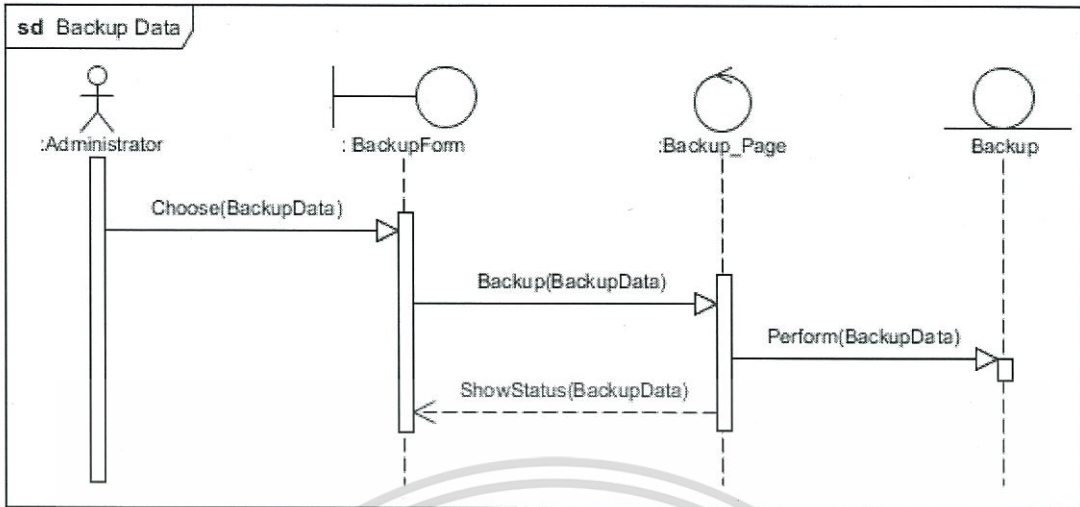 sd Backup Data
:Administrator
: BackupForm
:Backup_Page
Backup
Choose(BackupData)
Backup(BackupData)
Perform(BackupData)
ShowStatus(BackupData)